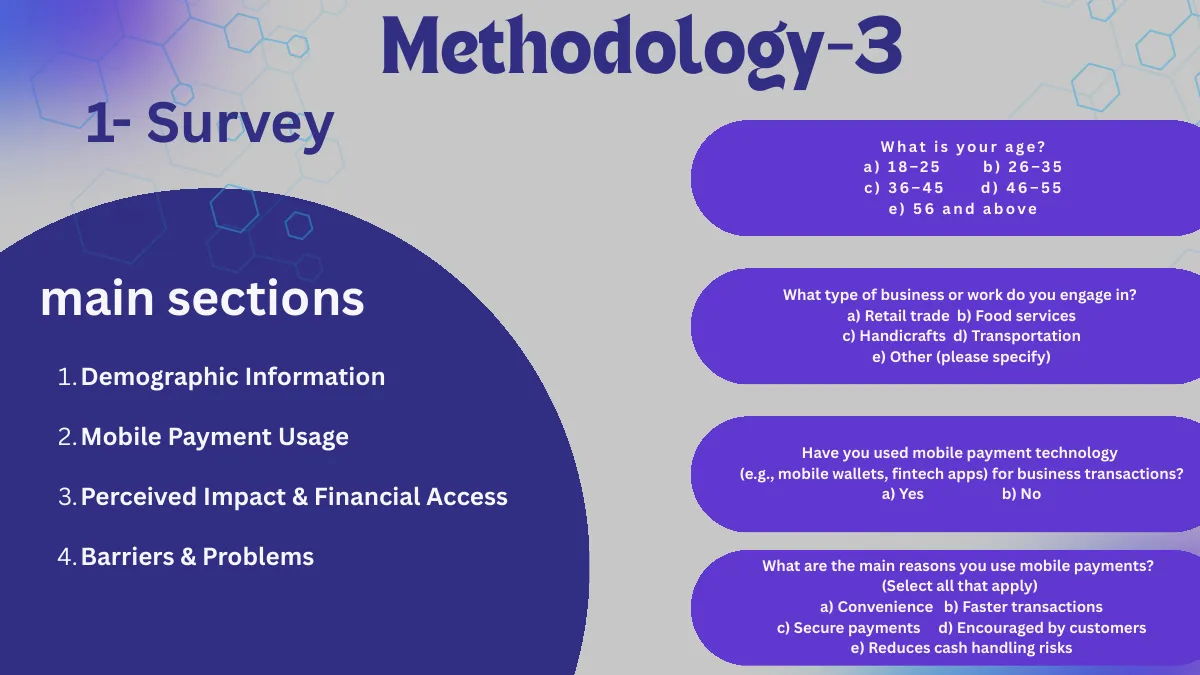 Methodology-3
1- Survey
main sections
1. Demographic Information
2. Mobile Payment Usage
3. Perceived Impact & Financial Access
4. Barriers & Problems
What is your age?
a) 18–25 b) 26–35
c) 36–45 d) 46–55
e) 56 and above
What type of business or work do you engage in?
a) Retail trade b) Food services
c) Handicrafts d) Transportation
e) Other (please specify)
Have you used mobile payment technology
(e.g., mobile wallets, fintech apps) for business transactions?
a) Yes b) No
What are the main reasons you use mobile payments?
(Select all that apply)
a) Convenience b) Faster transactions
c) Secure payments d) Encouraged by customers
e) Reduces cash handling risks